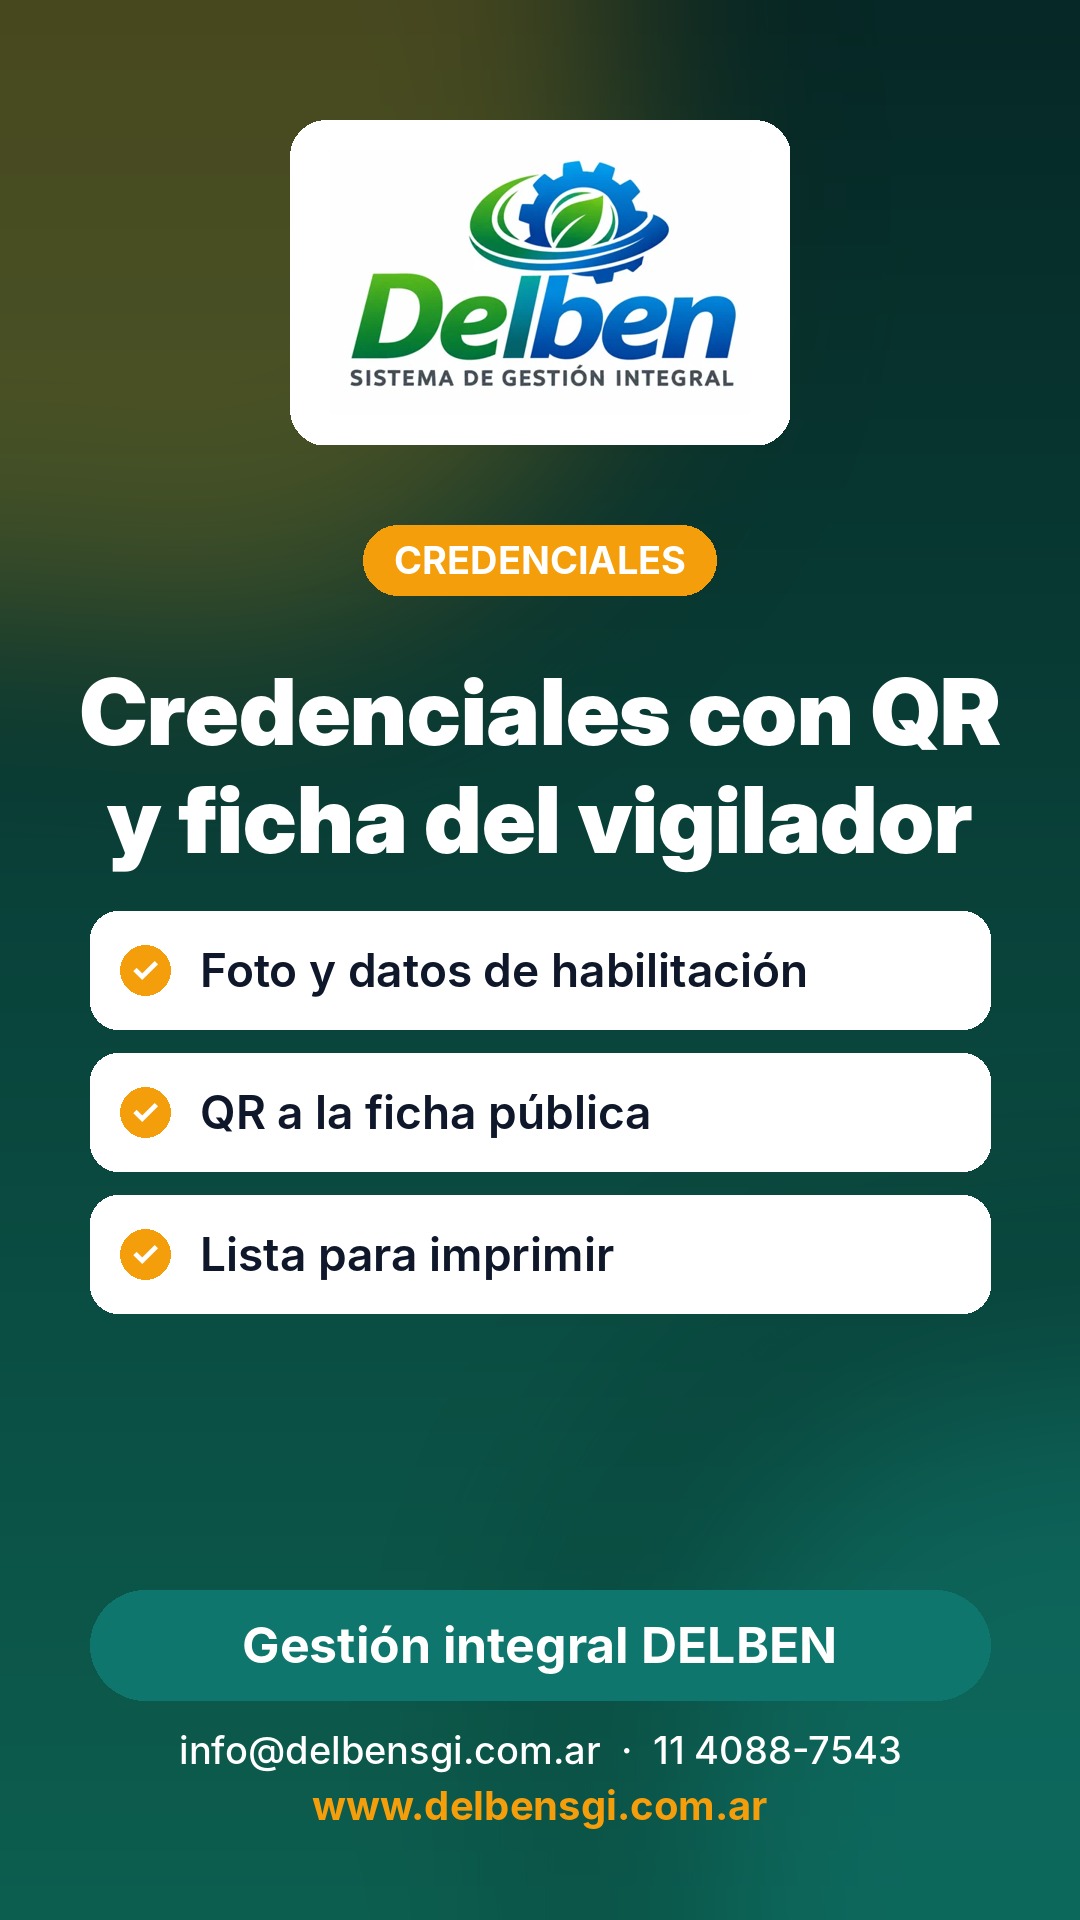 Delben
SISTEMA DE GESTIÓN INTEGRAL
CREDENCIALES
Credenciales con QR
y ficha del vigilador
Foto y datos de habilitación
QR a la ficha pública
Lista para imprimir
Gestión integral DELBEN
info@delbensgi.com.ar · 11 4088-7543
www.delbensgi.com.ar